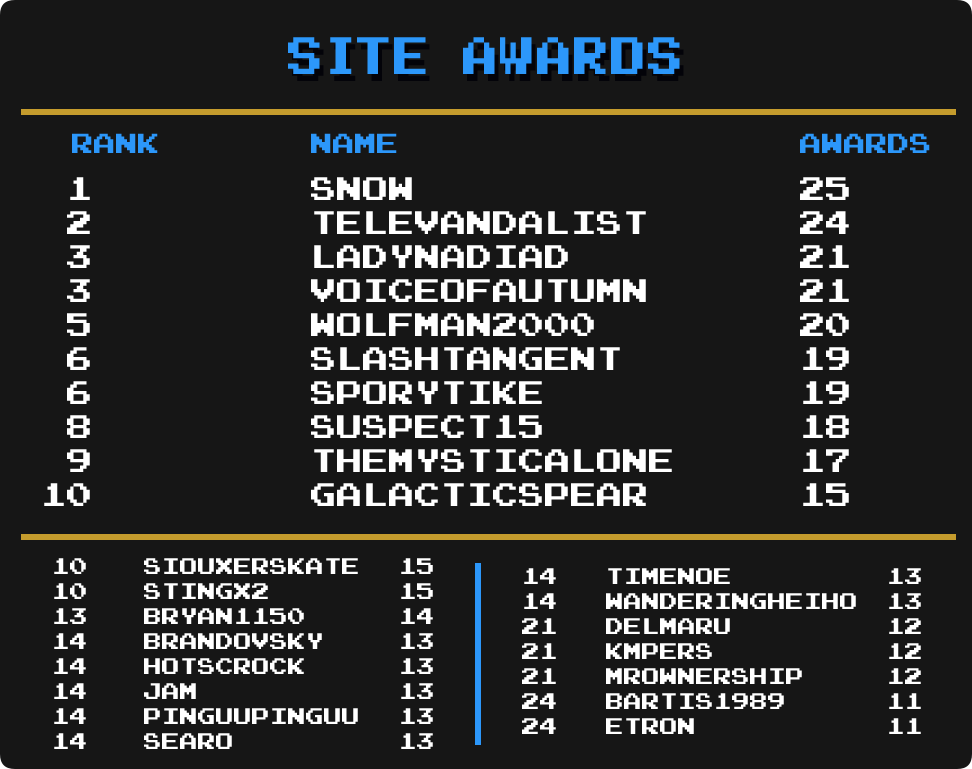 SITE AWARDS
RANK NAME AWARDS
1 SNOW 25
2 TELEVANDALIST 24
3 LADYNADIAD 21
3 VOICEOFAUTUMN 21
5 WOLFMAN2000 20
6 SLASHTANGENT 19
6 SPORYTIKE 19
8 SUSPECT15 18
9 THEMYSTICALONE 17
10 GALACTICSPEAR 15
10 SIOUXERSKATE 15
10 STINGX2 15
13 BRYAN1150 14
14 BRANDOVSKY 13
14 HOTSCROCK 13
14 JAM 13
14 PINGUUPINGUU 13
14 SEARO 13
14 TIMENOE 13
14 WANDERINGHEIHO 13
21 DELMARU 12
21 KMPERS 12
21 MROWNERSHIP 12
24 BARTIS1989 11
24 ETRON 11